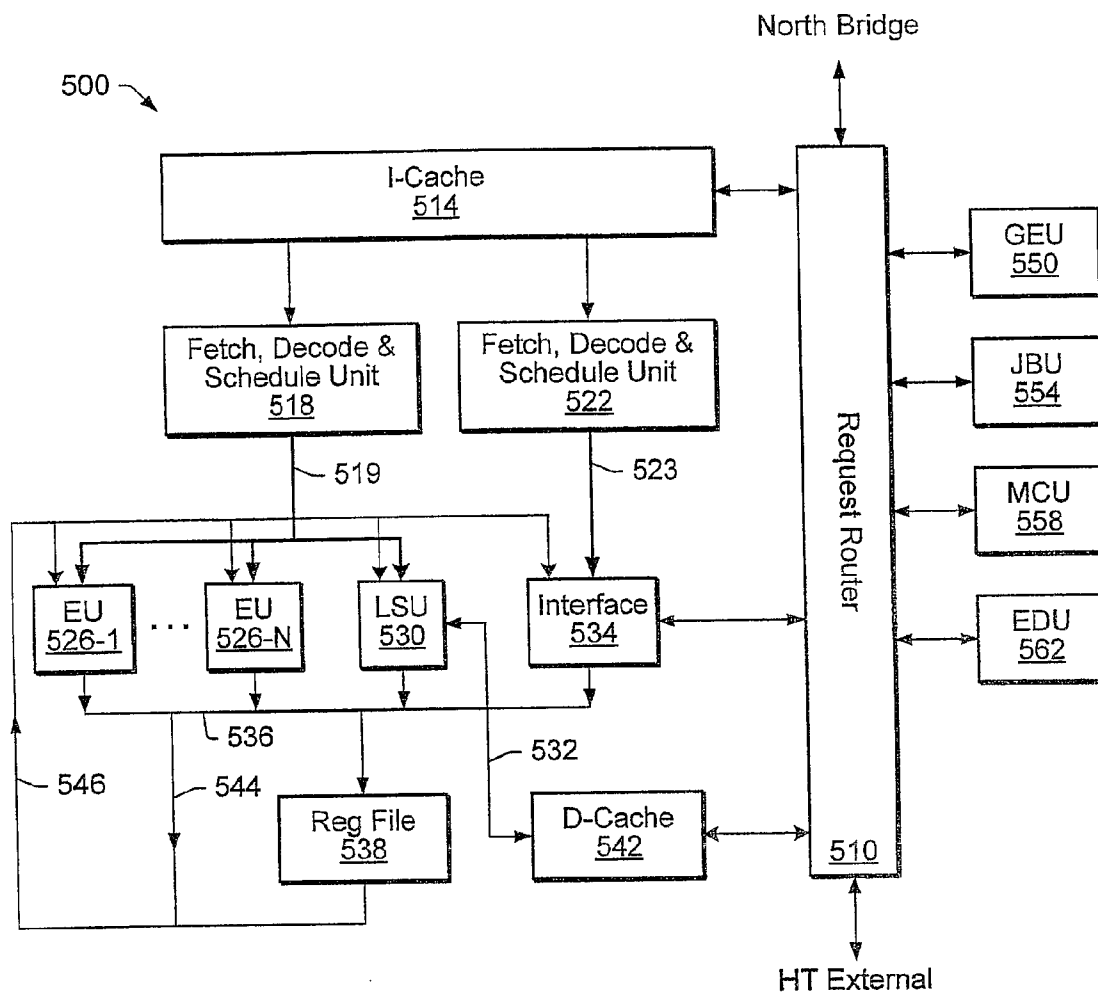 North Bridge
500
I-Cache
514
GEU
550
Fetch, Decode &
Schedule Unit
518
Fetch, Decode &
Schedule Unit
522
JBU
554
Request Router
519
523
MCU
558
EU
526-1
...
EU
526-N
LSU
530
Interface
534
EDU
562
536
532
546
544
Reg File
538
D-Cache
542
510
HT External